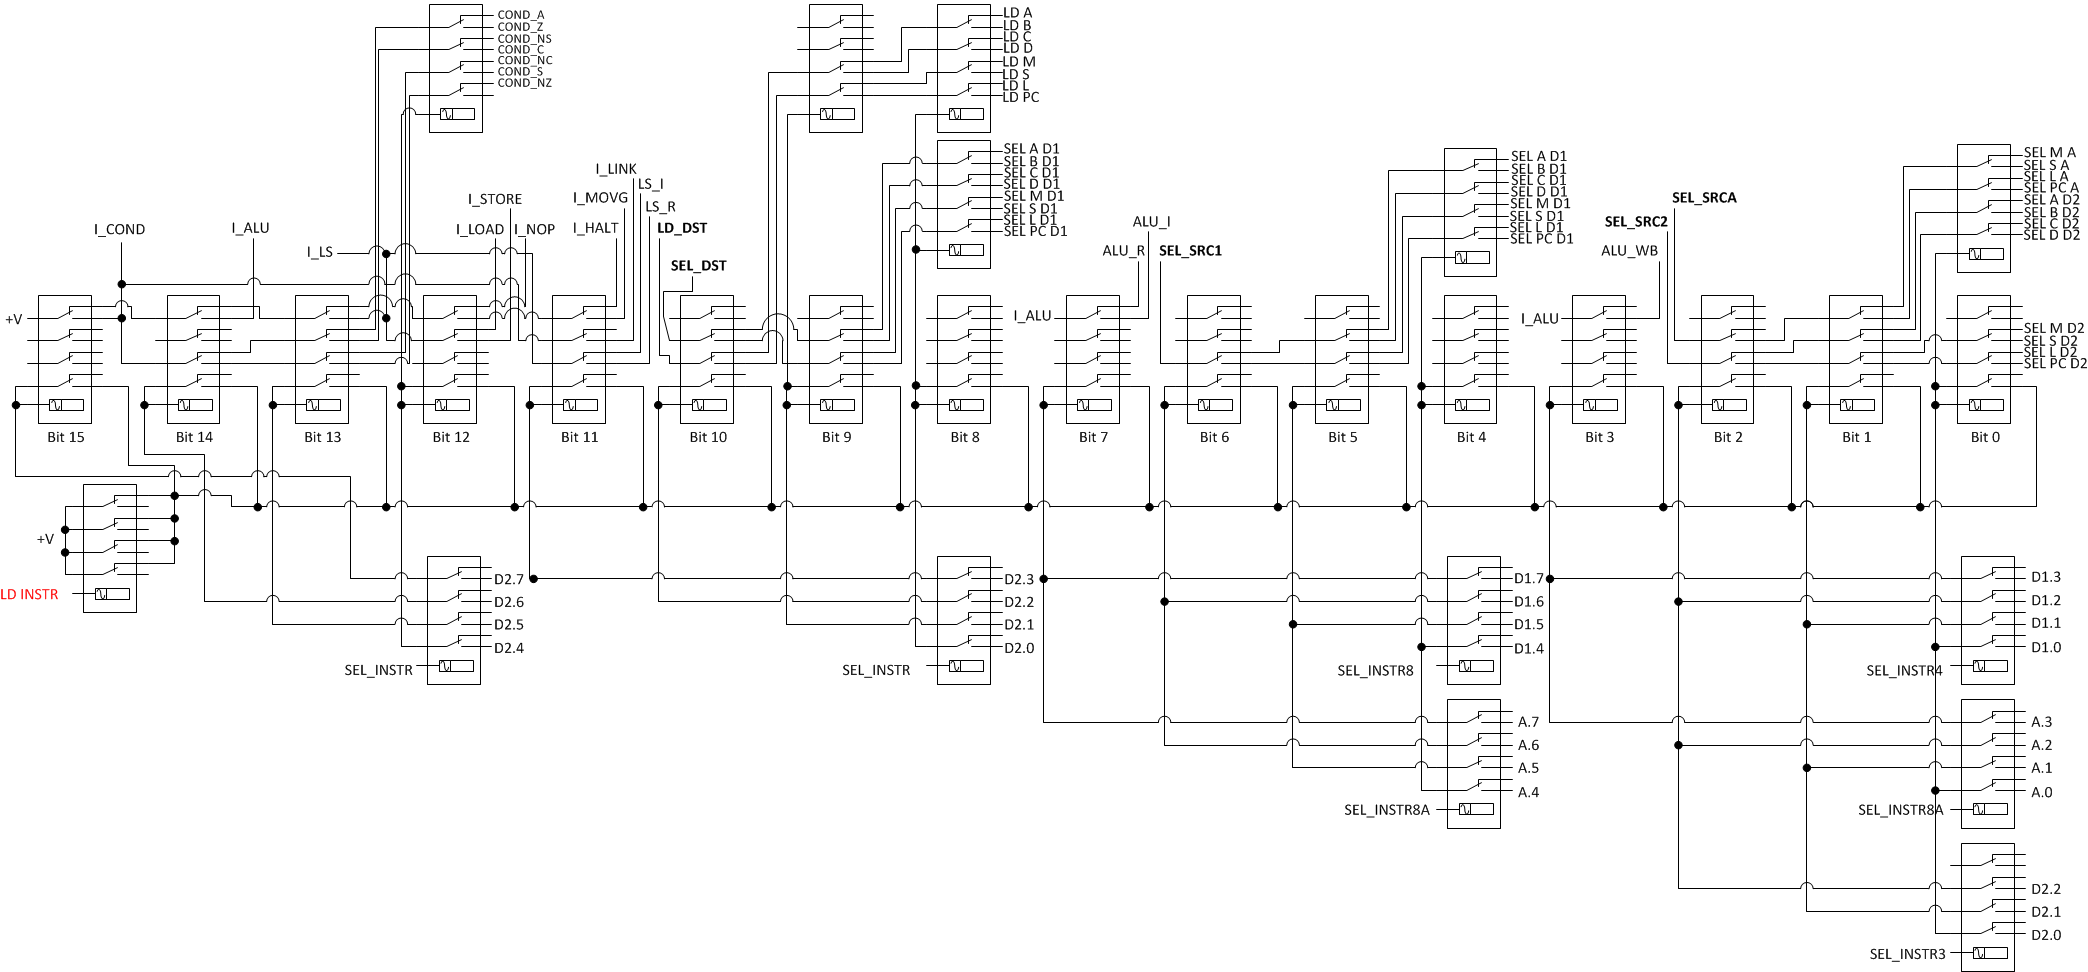 COND_A
COND_Z
COND_NS
COND_C
COND_NC
COND_S
COND_NZ
LD A
LD B
LD C
LD D
LD M
LD S
LD L
LD PC
SEL A D1
SEL B D1
SEL C D1
SEL D D1
SEL M D1
SEL S D1
SEL L D1
SEL PC D1
SEL A D1
SEL B D1
SEL C D1
SEL D D1
SEL M D1
SEL S D1
SEL L D1
SEL PC D1
SEL M A
SEL S A
SEL L A
SEL PC A
SEL A D2
SEL B D2
SEL C D2
SEL D D2
I_COND
I_ALU
I_LS
I_STORE
I_LOAD
I_NOP
I_LINK
I_MOVG
I_HALT
LS_I
LS_R
LD_DST
SEL_DST
ALU_I
ALU_R
SEL_SRC1
SEL_SRCA
SEL_SRC2
ALU_WB
+V
I_ALU
I_ALU
SEL M D2
SEL S D2
SEL L D2
SEL PC D2
Bit 15
Bit 14
Bit 13
Bit 12
Bit 11
Bit 10
Bit 9
Bit 8
Bit 7
Bit 6
Bit 5
Bit 4
Bit 3
Bit 2
Bit 1
Bit 0
+V
LD INSTR
D2.7
D2.6
D2.5
D2.4
SEL_INSTR
D2.3
D2.2
D2.1
D2.0
SEL_INSTR
D1.7
D1.6
D1.5
D1.4
SEL_INSTR8
D1.3
D1.2
D1.1
D1.0
SEL_INSTR4
A.7
A.6
A.5
A.4
SEL_INSTR8A
A.3
A.2
A.1
A.0
SEL_INSTR8A
D2.2
D2.1
D2.0
SEL_INSTR3